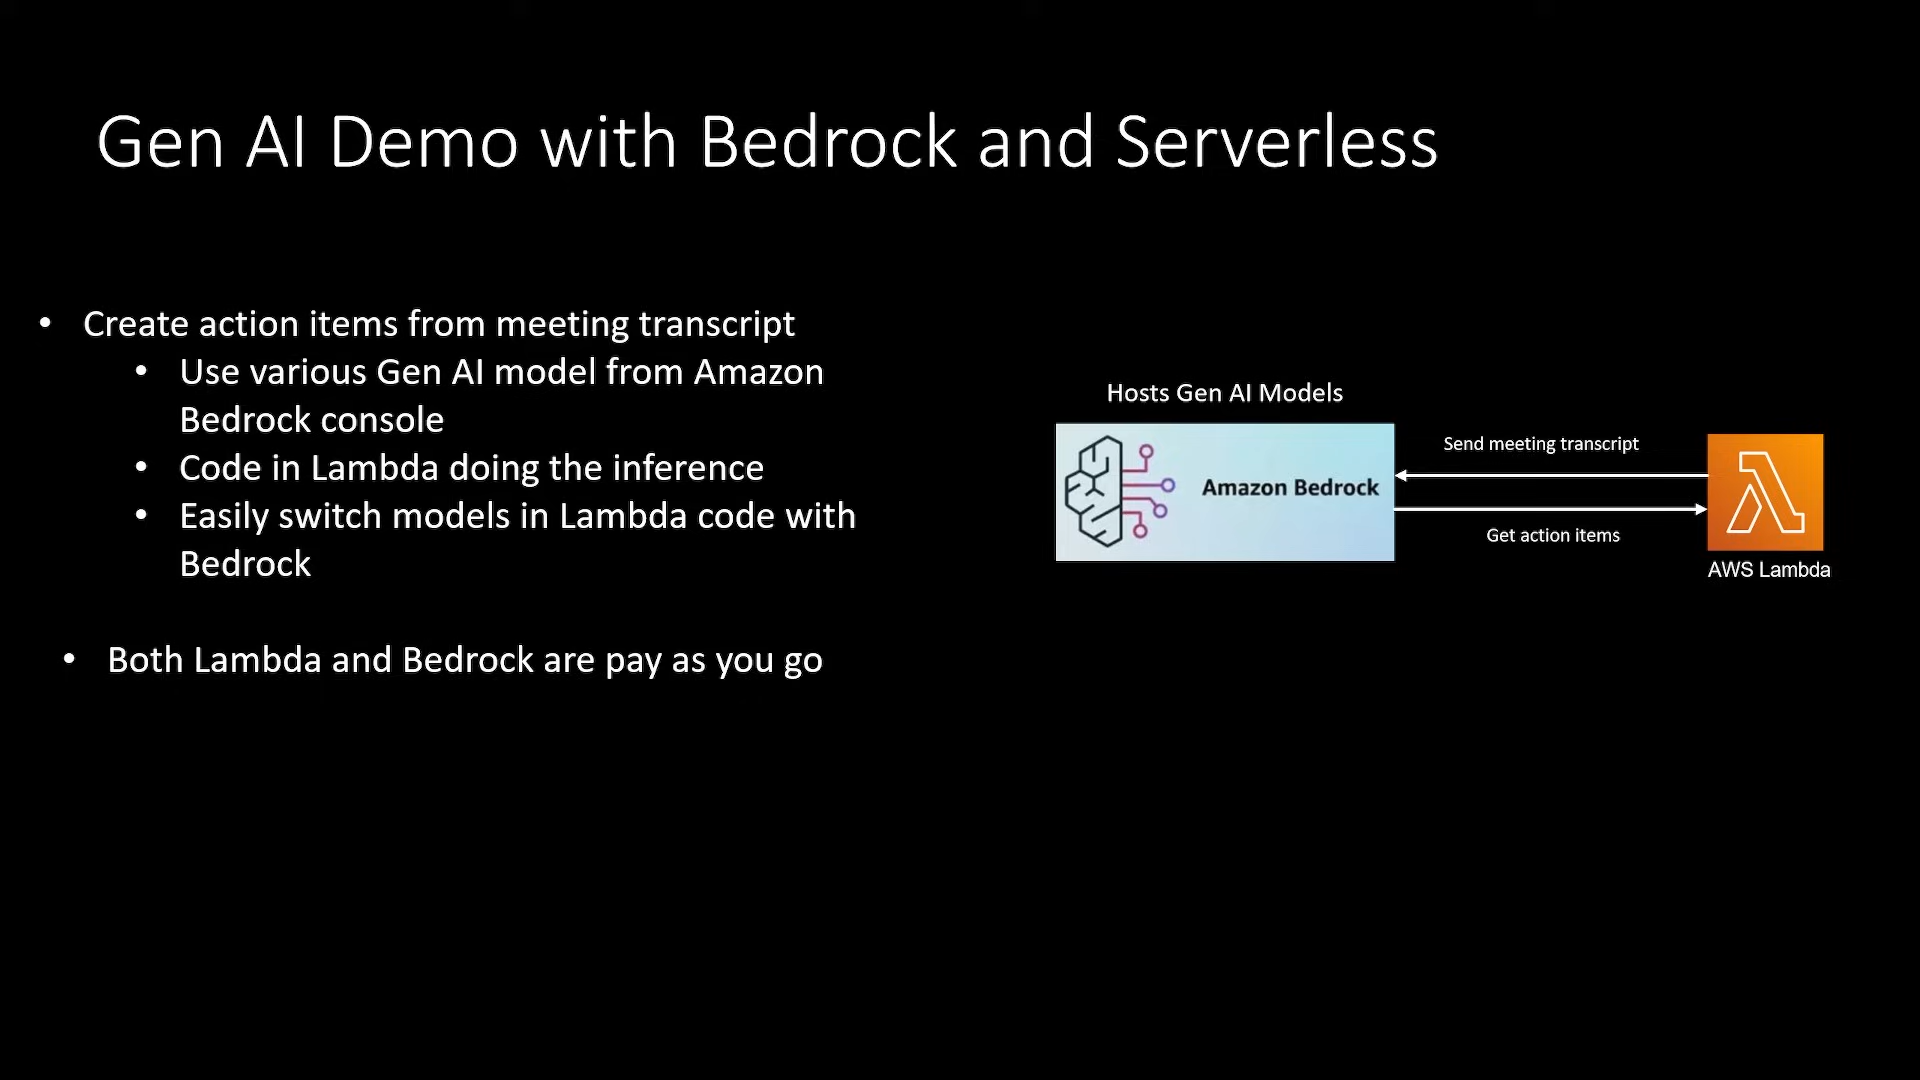 Gen AI Demo with Bedrock and Serverless
• Create action items from meeting transcript
• Use various Gen AI model from Amazon
Bedrock console
• Code in Lambda doing the inference
• Easily switch models in Lambda code with
Bedrock
• Both Lambda and Bedrock are pay as you go
Hosts Gen AI Models
Amazon Bedrock
Send meeting transcript
Get action items
AWS Lambda